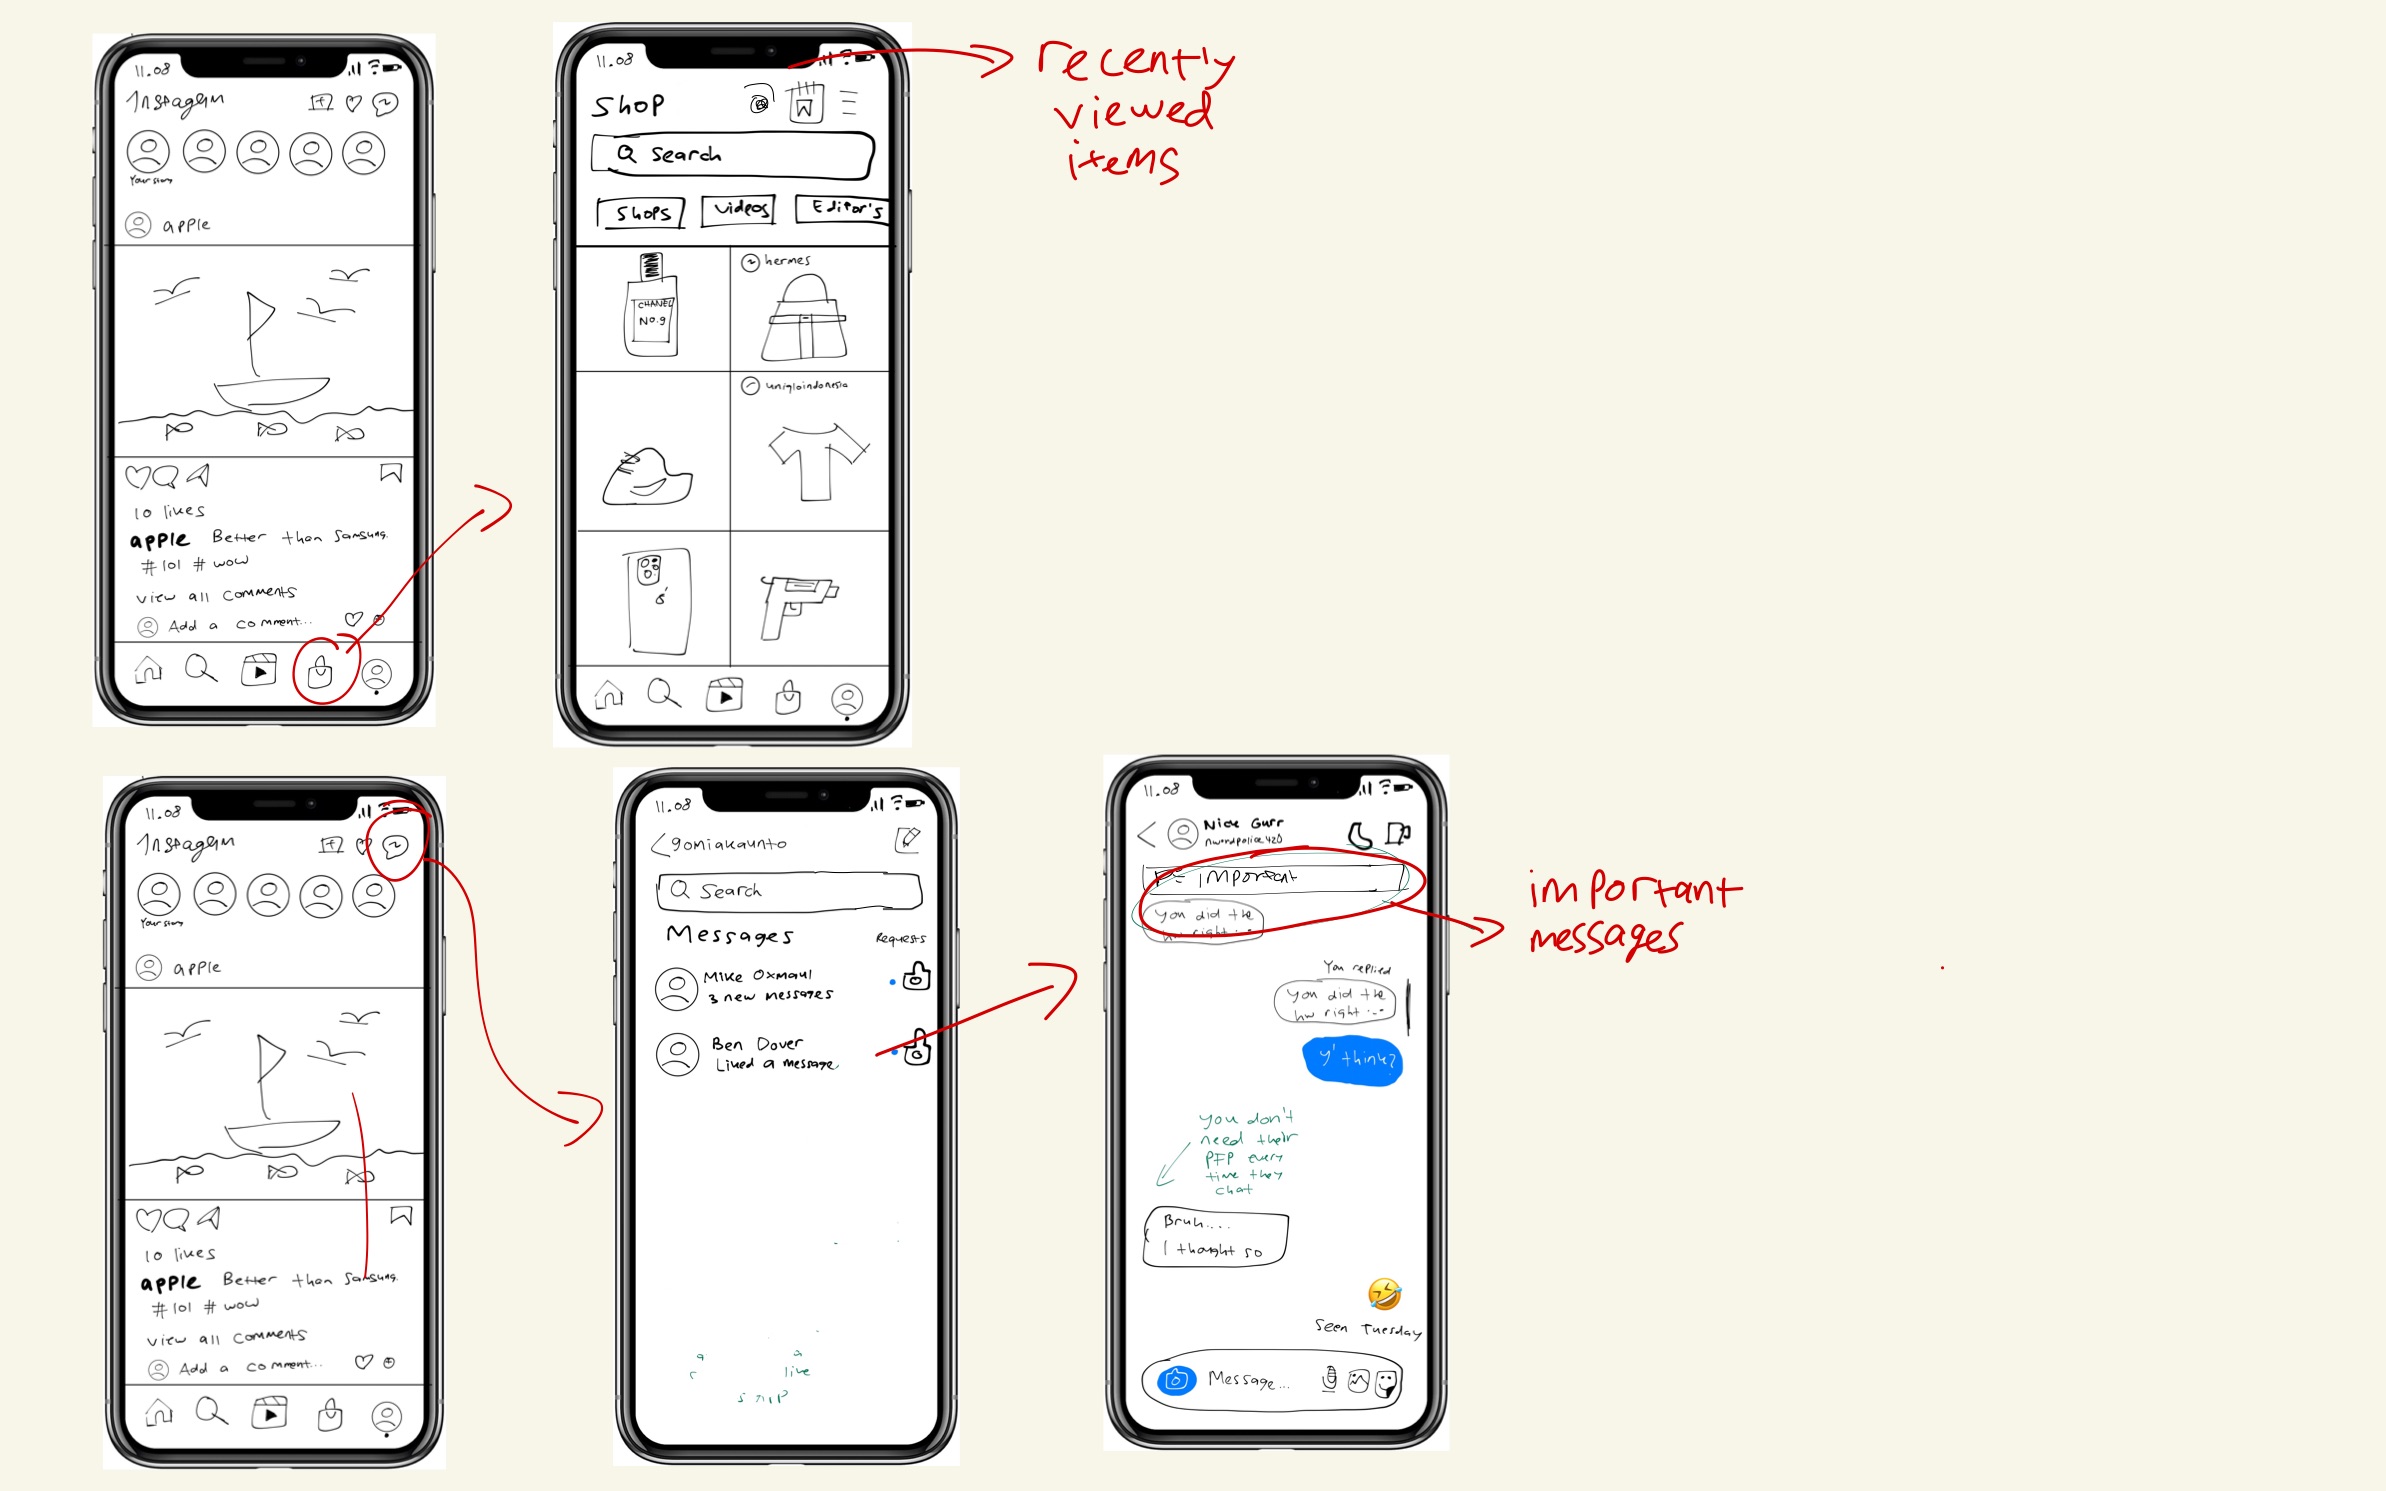 11.08
Instagram
Your story
apple
10 likes
apple Better than Samsung.
#lol #wow
view all comments
Add a comment...
11.08
Shop
Search
Shops
videos
Editor's
CHANEL
No.9
hermes
uniqloindonesia
recently
viewed
items
11.08
Instagram
Your story
apple
10 likes
apple Better than Samsung.
#lol #wow
view all comments
Add a comment...
11.08
gomiakaunto
Search
Messages
Requests
Mike Oxmaul
3 new messages
Ben Dover
Liked a message
a
a
live
11.08
Nick Gurr
nwordpolice420
important
you did the
hw right...
You replied
you did the
hw right...
y' think?
you don't
need their
PFP every
time they
chat
Bruh....
I thought so
🤣
Seen Tuesday
Message...
important
messages